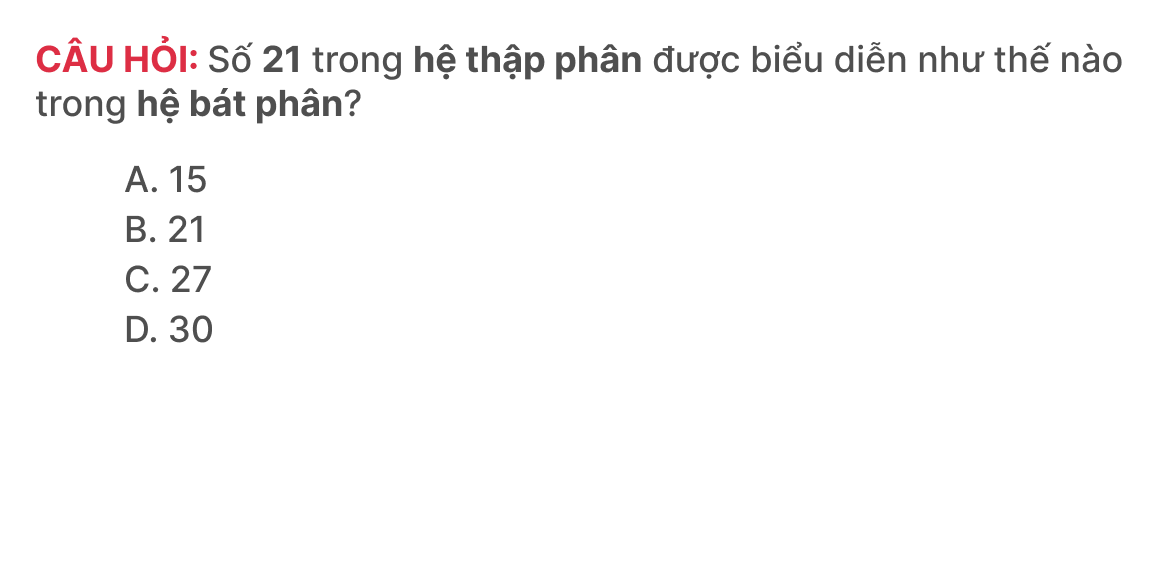 CÂU HỎI: Số 21 trong hệ thập phân được biểu diễn như thế nào
trong hệ bát phân?
A. 15
B. 21
C. 27
D. 30